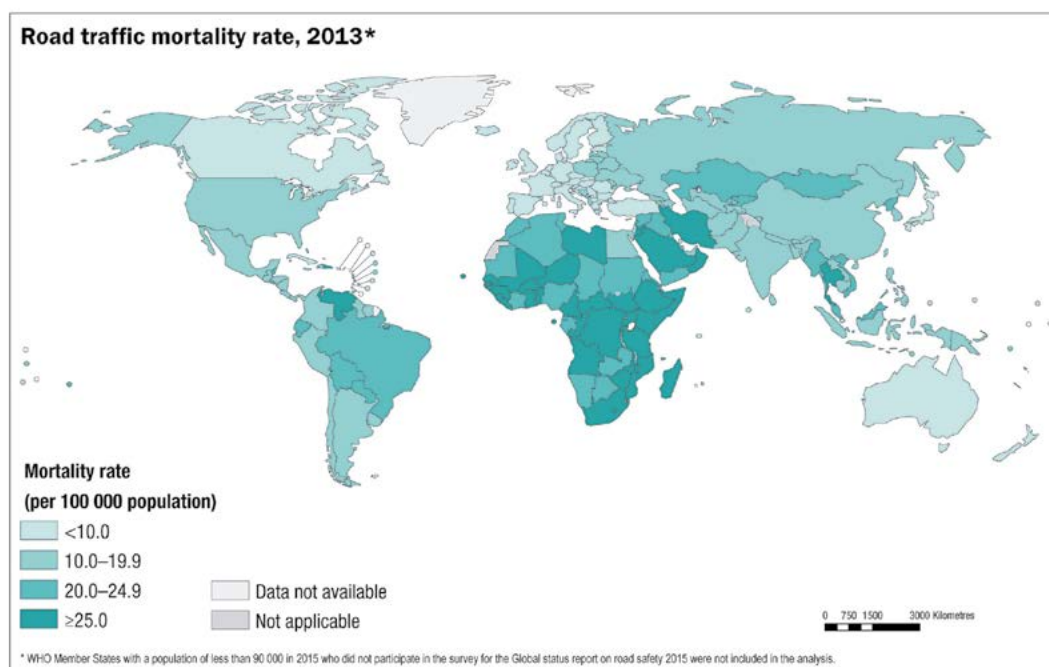 Road traffic mortality rate, 2013*
Mortality rate
(per 100 000 population)
<10.0
10.0–19.9
20.0–24.9
≥25.0
Data not available
Not applicable
0 750 1500 3000 Kilometres
* WHO Member States with a population of less than 90 000 in 2015 who did not participate in the survey for the Global status report on road safety 2015 were not included in the analysis.